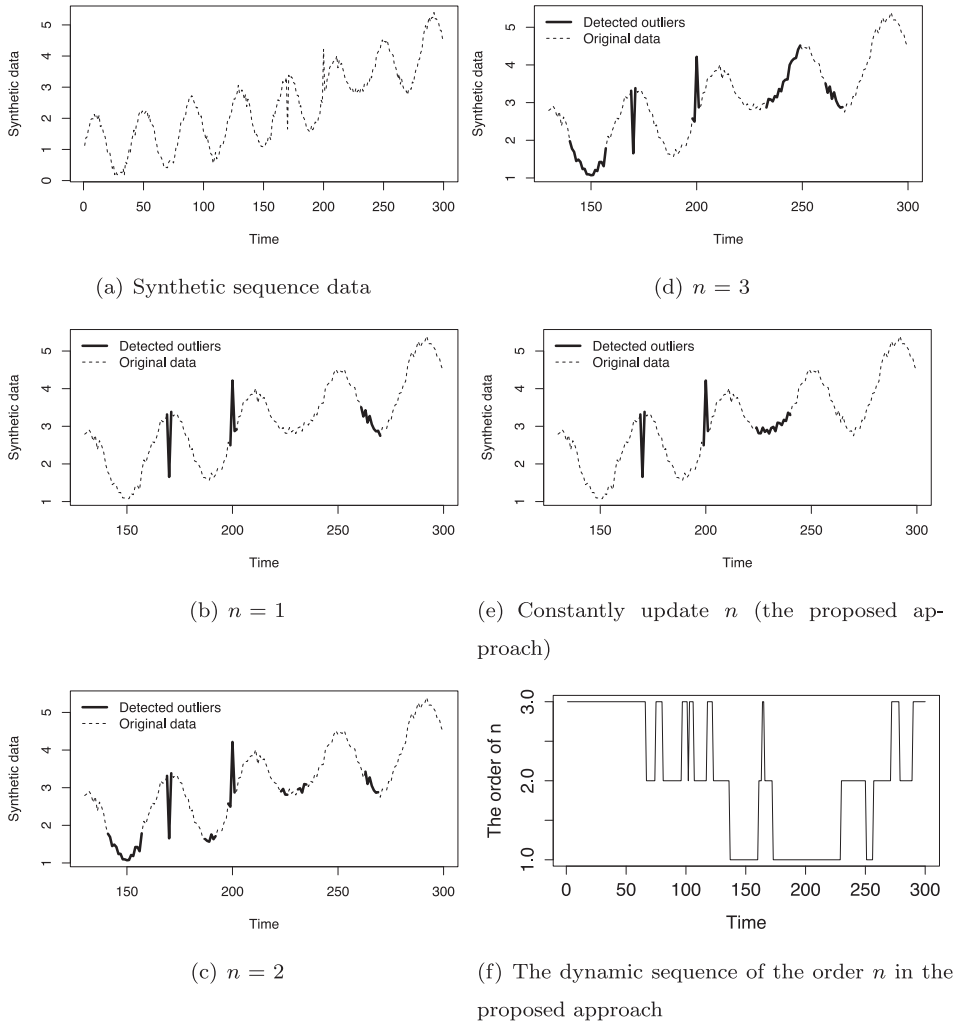 Synthetic data
5
4
3
2
1
0
0 50 100 150 200 250 300
Time
(a) Synthetic sequence data
Detected outliers
Original data
Synthetic data
5
4
3
2
1
150 200 250 300
Time
(d) n = 3
Detected outliers
Original data
Synthetic data
5
4
3
2
1
150 200 250 300
Time
(b) n = 1
Detected outliers
Original data
Synthetic data
5
4
3
2
1
150 200 250 300
Time
(e) Constantly update n (the proposed ap-
proach)
Detected outliers
Original data
Synthetic data
5
4
3
2
1
150 200 250 300
Time
(c) n = 2
The order of n
3.0
2.0
1.0
0 50 100 150 200 250 300
Time
(f) The dynamic sequence of the order n in the
proposed approach